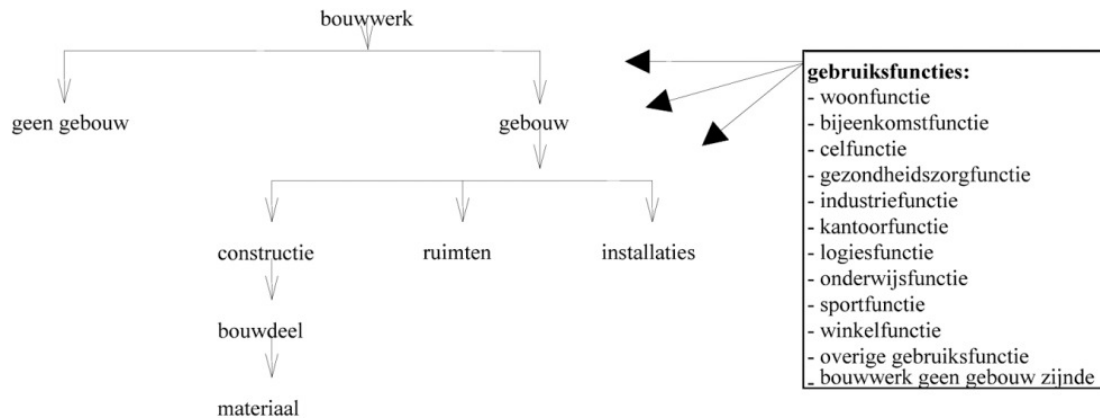 bouwwerk
geen gebouw
gebouw
constructie
ruimten
installaties
bouwdeel
materiaal
gebruiksfuncties:
- woonfunctie
- bijeenkomstfunctie
- celfunctie
- gezondheidszorgfunctie
- industriefunctie
- kantoorfunctie
- logiesfunctie
- onderwijsfunctie
- sportfunctie
- winkelfunctie
- overige gebruiksfunctie
- bouwwerk geen gebouw zijnde